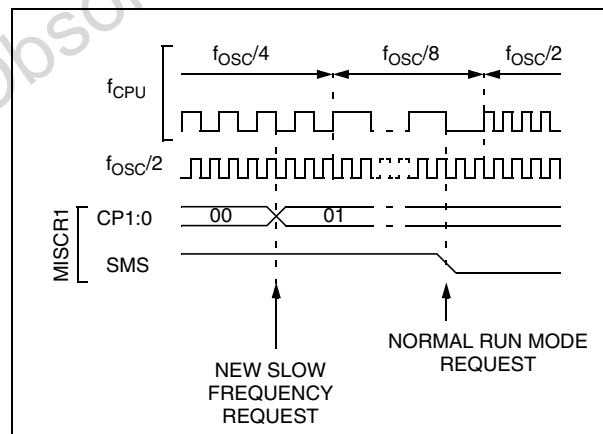 obso
fOSC/4 fOSC/8 fOSC/2
fCPU
fOSC/2
MISCR1
CP1:0 00 01
SMS
NEW SLOW
FREQUENCY
REQUEST
NORMAL RUN MODE
REQUEST